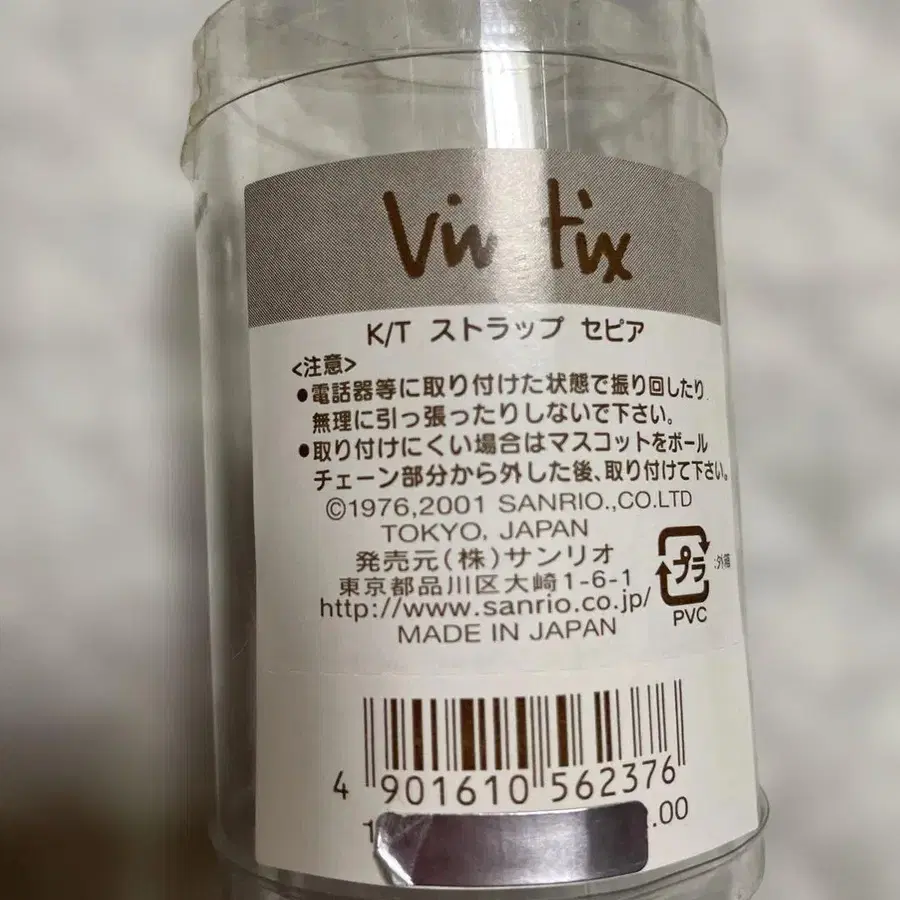 K/T ストラップ セピア
<注意>
●電話器等に取り付けた状態で振り回したり
無理に引っ張ったりしないで下さい。
●取り付けにくい場合はマスコットをボール
チェーン部分から外した後、取り付けて下さい。
©1976,2001 SANRIO.,CO.LTD
TOKYO, JAPAN
発売元(株)サンリオ
東京都品川区大崎1-6-1
http://www.sanrio.co.jp/
MADE IN JAPAN
プラ
:外箱
PVC
4 901610 562376
.00